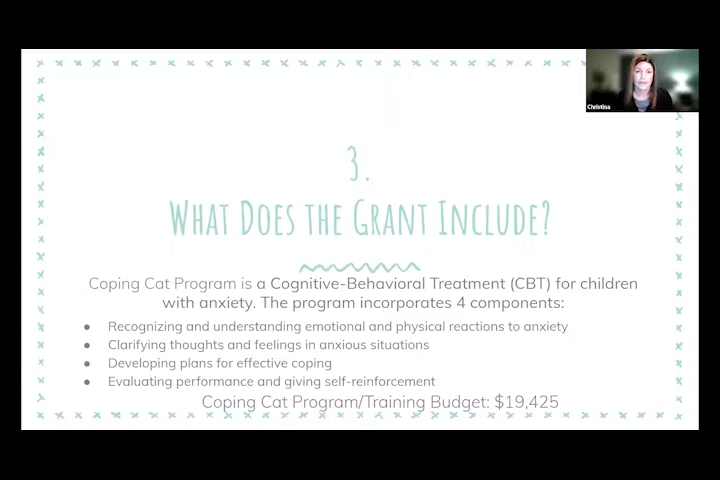 Christina
3.
What Does the Grant Include?
Coping Cat Program is a Cognitive-Behavioral Treatment (CBT) for children
with anxiety. The program incorporates 4 components:
● Recognizing and understanding emotional and physical reactions to anxiety
● Clarifying thoughts and feelings in anxious situations
● Developing plans for effective coping
● Evaluating performance and giving self-reinforcement
Coping Cat Program/Training Budget: $19,425